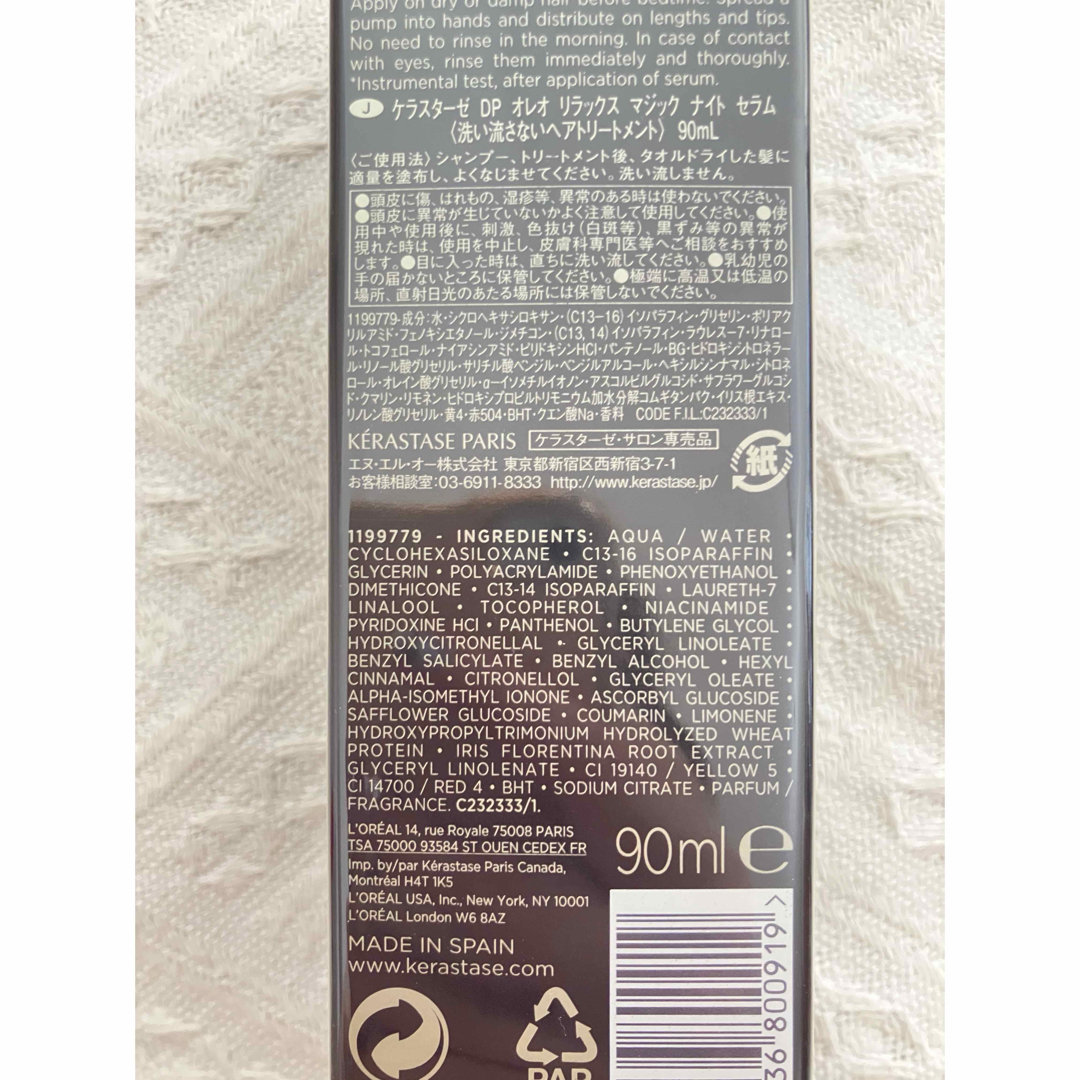 Apply on dry or damp hair before bedtime. Spread a
pump into hands and distribute on lengths and tips.
No need to rinse in the morning. In case of contact
with eyes, rinse them immediately and thoroughly.
*Instrumental test, after application of serum.
J ケラスターゼ DP オレオ リラックス マジック ナイト セラム
〈洗い流さないヘアトリートメント〉 90mL
〈ご使用法〉シャンプー、トリートメント後、タオルドライした髪に
適量を塗布し、よくなじませてください。洗い流しません。
●頭皮に傷、はれもの、湿疹等、異常のある時は使わないでください。
●頭皮に異常が生じていないかよく注意して使用してください。●使
用中や使用後に、刺激、色抜け(白斑等)、黒ずみ等の異常が
現れた時は、使用を中止し、皮膚科専門医等へご相談をおすすめ
します。●目に入った時は、直ちに洗い流してください。●乳幼児の
手の届かないところに保管してください。●極端に高温又は低温の
場所、直射日光のあたる場所には保管しないでください。
1199779-成分:水・シクロヘキサシロキサン・(C13-16)イソパラフィン・グリセリン・ポリアク
リルアミド・フェノキシエタノール・ジメチコン・(C13, 14)イソパラフィン・ラウレス-7・リナロー
ル・トコフェロール・ナイアシンアミド・ピリドキシンHCl・パンテノール・BG・ヒドロキシシトロネラー
ル・リノール酸グリセリル・サリチル酸ベンジル・ベンジルアルコール・ヘキシルシンナマル・シトロネ
ロール・オレイン酸グリセリル・α-イソメチルイオノン・アスコルビルグルコシド・サフラワーグルコシ
ド・クマリン・リモネン・ヒドロキシプロピルトリモニウム加水分解コムギタンパク・イリス根エキス・
リノレン酸グリセリル・黄4・赤504・BHT・クエン酸Na・香料 CODE F.I.L:C232333/1
KÉRASTASE PARIS ケラスターゼ・サロン専売品
紙
エヌ・エル・オー株式会社 東京都新宿区西新宿3-7-1
お客様相談室:03-6911-8333 http://www.kerastase.jp/
1199779 - INGREDIENTS: AQUA / WATER •
CYCLOHEXASILOXANE • C13-16 ISOPARAFFIN •
GLYCERIN • POLYACRYLAMIDE • PHENOXYETHANOL •
DIMETHICONE • C13-14 ISOPARAFFIN • LAURETH-7 •
LINALOOL • TOCOPHEROL • NIACINAMIDE •
PYRIDOXINE HCl • PANTHENOL • BUTYLENE GLYCOL •
HYDROXYCITRONELLAL • GLYCERYL LINOLEATE •
BENZYL SALICYLATE • BENZYL ALCOHOL • HEXYL
CINNAMAL • CITRONELLOL • GLYCERYL OLEATE •
ALPHA-ISOMETHYL IONONE • ASCORBYL GLUCOSIDE •
SAFFLOWER GLUCOSIDE • COUMARIN • LIMONENE •
HYDROXYPROPYLTRIMONIUM HYDROLYZED WHEAT
PROTEIN • IRIS FLORENTINA ROOT EXTRACT •
GLYCERYL LINOLENATE • CI 19140 / YELLOW 5 •
CI 14700 / RED 4 • BHT • SODIUM CITRATE • PARFUM /
FRAGRANCE. C232333/1.
L'ORÉAL 14, rue Royale 75008 PARIS
TSA 75000 93584 ST OUEN CEDEX FR
Imp. by/par Kérastase Paris Canada,
Montréal H4T 1K5
L'ORÉAL USA, Inc., New York, NY 10001
L'ORÉAL London W6 8AZ
90ml e
MADE IN SPAIN
www.kerastase.com
PAP
36 800919 >